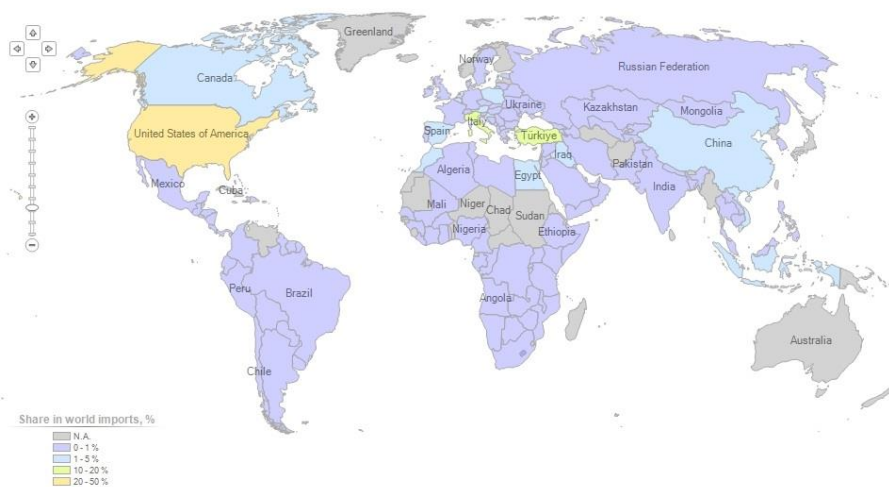 Greenland
Norway
Russian Federation
Canada
Ukraine
Kazakhstan
Mongolia
Italy
United States of America
Spain
Türkiye
China
Iraq
Pakistan
Algeria
Egypt
Mexico
India
Cuba
Mali
Niger
Chad
Sudan
Nigeria
Ethiopia
Peru
Brazil
Angola
Australia
Chile
Share in world imports, %
N.A.
0 - 1 %
1 - 5 %
10 - 20 %
20 - 50 %